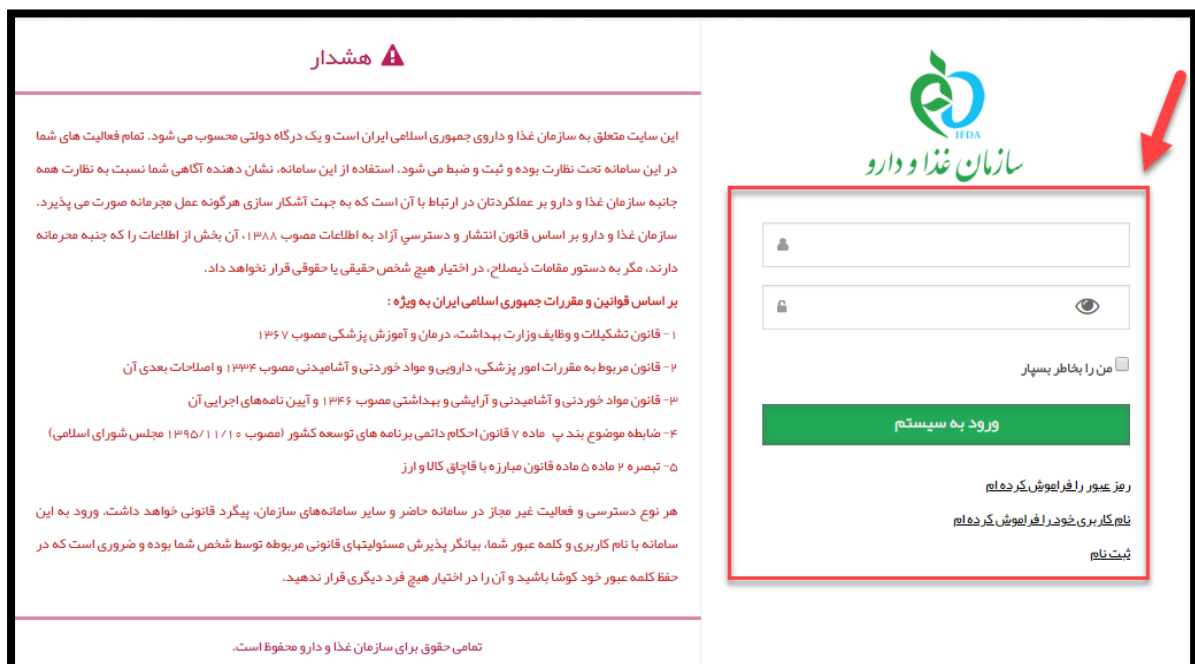 IFDA
سازمان غذا و دارو
من را بخاطر بسپار
ورود به سیستم
رمز عبور را فراموش کرده ام
نام کاربری خود را فراموش کرده ام
ثبت نام
هشدار
این سایت متعلق به سازمان غذا و داروی جمهوری اسلامی ایران است و یک درگاه دولتی محسوب می شود. تمام فعالیت های شما
در این سامانه تحت نظارت بوده و ثبت و ضبط می شود. استفاده از این سامانه، نشان دهنده آگاهی شما نسبت به نظارت همه
جانبه سازمان غذا و دارو بر عملکردتان در ارتباط با آن است که به جهت آشکار سازی هرگونه عمل مجرمانه صورت می پذیرد.
سازمان غذا و دارو بر اساس قانون انتشار و دسترسي آزاد به اطلاعات مصوب ۱۳۸۸، آن بخش از اطلاعات را که جنبه محرمانه
دارند، مگر به دستور مقامات ذیصلاح، در اختیار هیچ شخص حقیقی یا حقوقی قرار نخواهد داد.
بر اساس قوانین و مقررات جمهوری اسلامی ایران به ویژه :
۱- قانون تشکیلات و وظایف وزارت بهداشت، درمان و آموزش پزشکی مصوب ۱۳۶۷
۲- قانون مربوط به مقررات امور پزشکی، دارویی و مواد خوردنی و آشامیدنی مصوب ۱۳۳۴ و اصلاحات بعدی آن
۳- قانون مواد خوردنی و آشامیدنی و آرایشی و بهداشتی مصوب ۱۳۴۶ و آیین نامه‌های اجرایی آن
۴- ضابطه موضوع بند پ ماده ۷ قانون احکام دائمی برنامه های توسعه کشور (مصوب ۱۳۹۵/۱۱/۱۰ مجلس شورای اسلامی)
۵- تبصره ۲ ماده ۵ ماده قانون مبارزه با قاچاق کالا و ارز
هر نوع دسترسی و فعالیت غیر مجاز در سامانه حاضر و سایر سامانه‌های سازمان، پیگرد قانونی خواهد داشت. ورود به این
سامانه با نام کاربری و کلمه عبور شما، بیانگر پذیرش مسئولیتهای قانونی مربوطه توسط شخص شما بوده و ضروری است که در
حفظ کلمه عبور خود کوشا باشید و آن را در اختیار هیچ فرد دیگری قرار ندهید.
تمامی حقوق برای سازمان غذا و دارو محفوظ است.